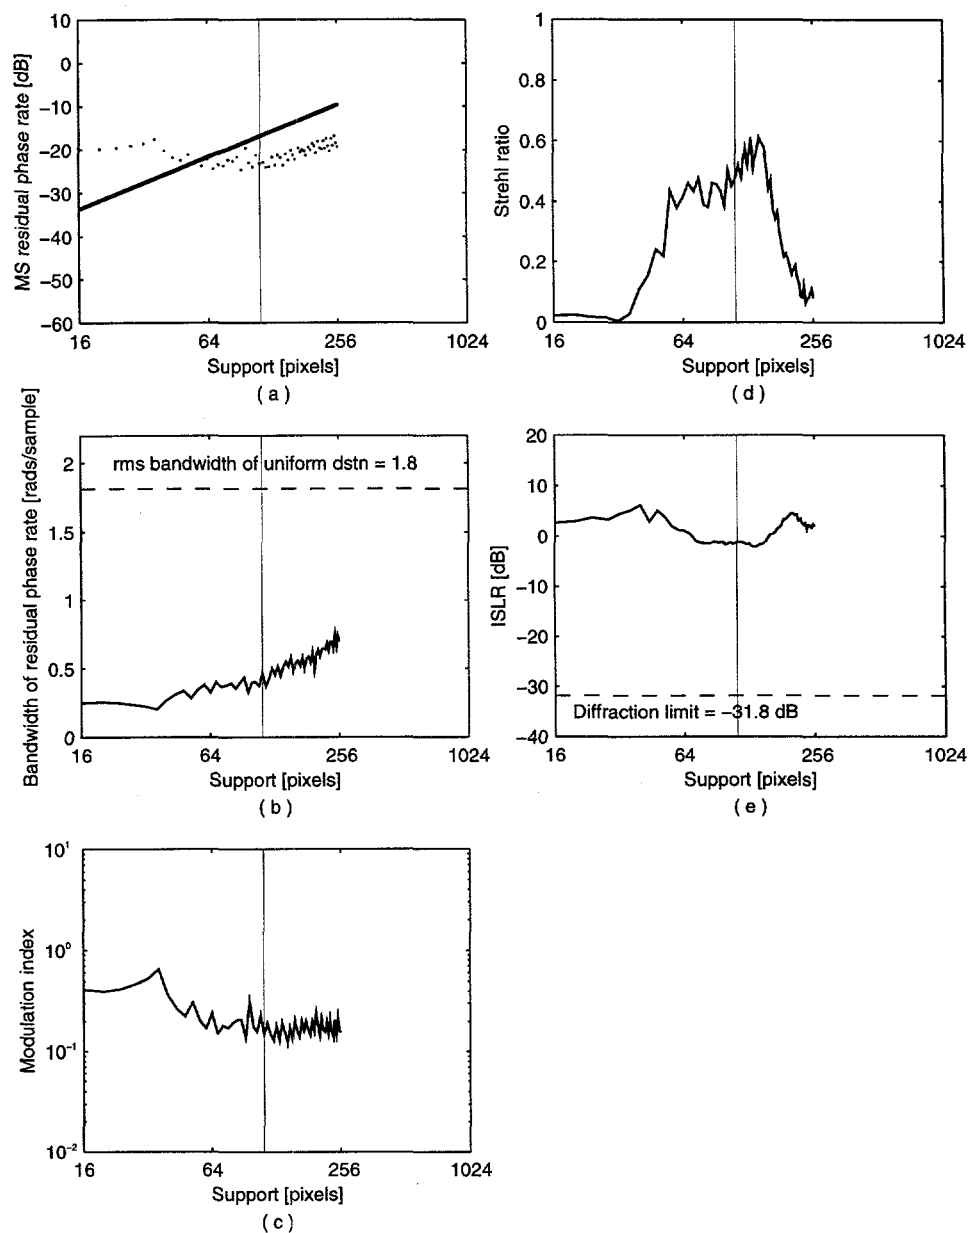 MS residual phase rate [dB]
10
0
−10
−20
−30
−40
−50
−60
16 64 256 1024
Support [pixels]
( a )
Strehl ratio
1
0.8
0.6
0.4
0.2
0
16 64 256 1024
Support [pixels]
( d )
Bandwidth of residual phase rate [rads/sample]
2
1.5
1
0.5
0
rms bandwidth of uniform dstn = 1.8
16 64 256 1024
Support [pixels]
( b )
ISLR [dB]
20
10
0
−10
−20
−30
−40
Diffraction limit = −31.8 dB
16 64 256 1024
Support [pixels]
( e )
Modulation index
10¹
10⁰
10⁻¹
10⁻²
16 64 256 1024
Support [pixels]
( c )